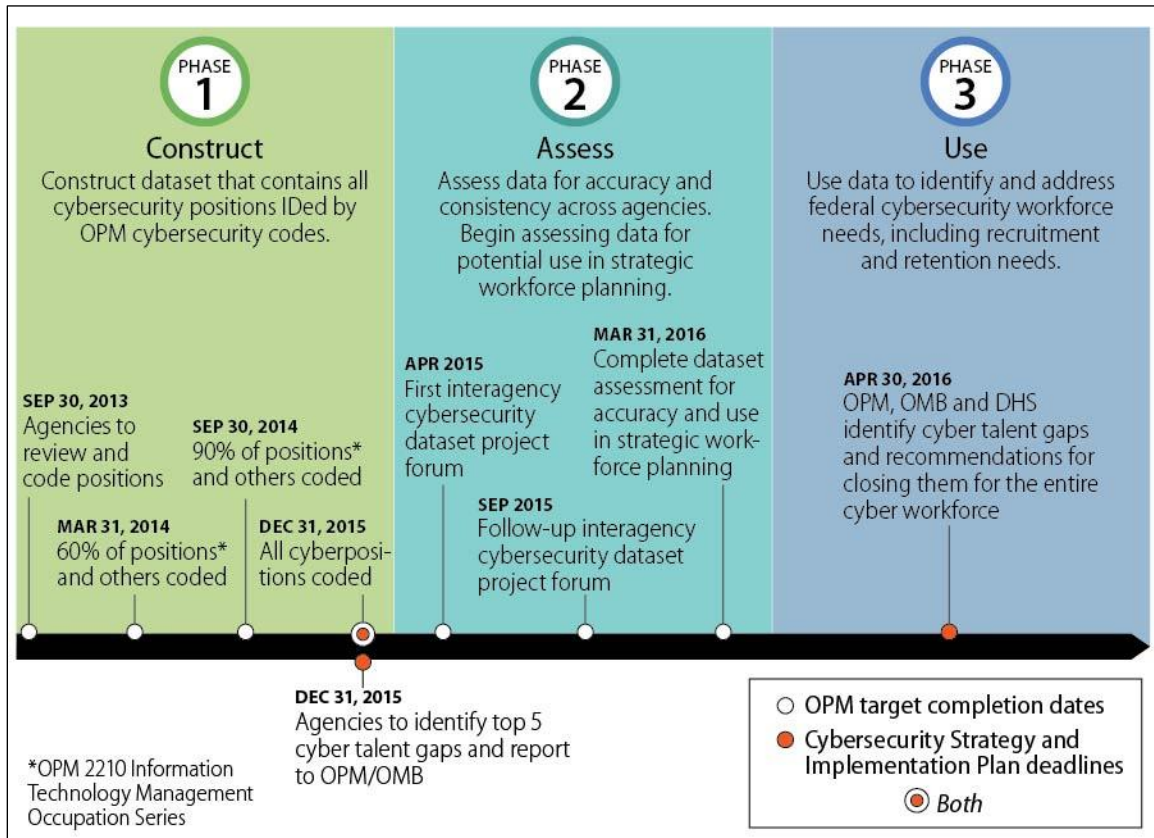 PHASE
1
Construct
Construct dataset that contains all
cybersecurity positions IDed by
OPM cybersecurity codes.
SEP 30, 2013
Agencies to
review and
code positions
MAR 31, 2014
60% of positions*
and others coded
SEP 30, 2014
90% of positions*
and others coded
DEC 31, 2015
All cyberposi-
tions coded
DEC 31, 2015
Agencies to identify top 5
cyber talent gaps and report
to OPM/OMB
PHASE
2
Assess
Assess data for accuracy and
consistency across agencies.
Begin assessing data for
potential use in strategic
workforce planning.
APR 2015
First interagency
cybersecurity
dataset project
forum
SEP 2015
Follow-up interagency
cybersecurity dataset
project forum
MAR 31, 2016
Complete dataset
assessment for
accuracy and use
in strategic work-
force planning
PHASE
3
Use
Use data to identify and address
federal cybersecurity workforce
needs, including recruitment
and retention needs.
APR 30, 2016
OPM, OMB and DHS
identify cyber talent gaps
and recommendations for
closing them for the entire
cyber workforce
*OPM 2210 Information
Technology Management
Occupation Series
OPM target completion dates
Cybersecurity Strategy and
Implementation Plan deadlines
Both